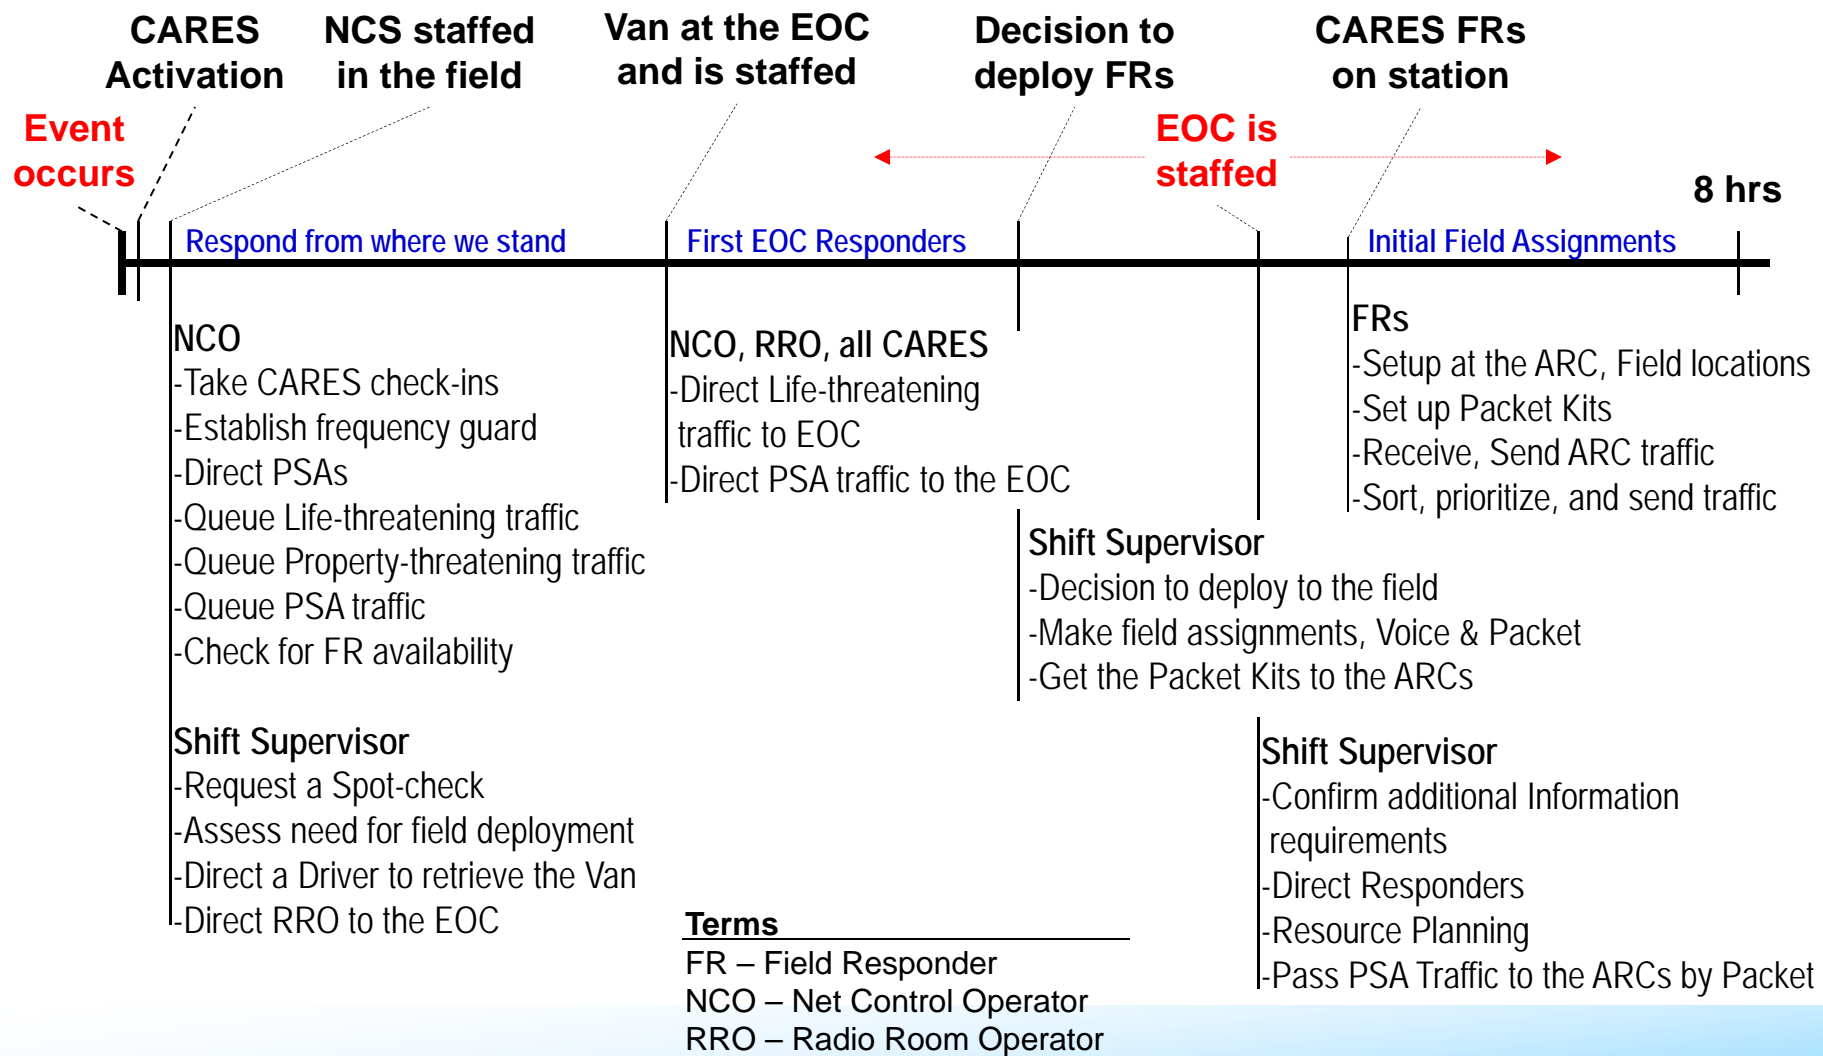 CARES
Activation
NCS staffed
in the field
Van at the EOC
and is staffed
Decision to
deploy FRs
CARES FRs
on station
Event
occurs
EOC is
staffed
8 hrs
Respond from where we stand
First EOC Responders
Initial Field Assignments
NCO
-Take CARES check-ins
-Establish frequency guard
-Direct PSAs
-Queue Life-threatening traffic
-Queue Property-threatening traffic
-Queue PSA traffic
-Check for FR availability
Shift Supervisor
-Request a Spot-check
-Assess need for field deployment
-Direct a Driver to retrieve the Van
-Direct RRO to the EOC
NCO, RRO, all CARES
-Direct Life-threatening
traffic to EOC
-Direct PSA traffic to the EOC
Shift Supervisor
-Decision to deploy to the field
-Make field assignments, Voice & Packet
-Get the Packet Kits to the ARCs
Shift Supervisor
-Confirm additional Information
requirements
-Direct Responders
-Resource Planning
-Pass PSA Traffic to the ARCs by Packet
FRs
-Setup at the ARC, Field locations
-Set up Packet Kits
-Receive, Send ARC traffic
-Sort, prioritize, and send traffic
Terms
FR – Field Responder
NCO – Net Control Operator
RRO – Radio Room Operator